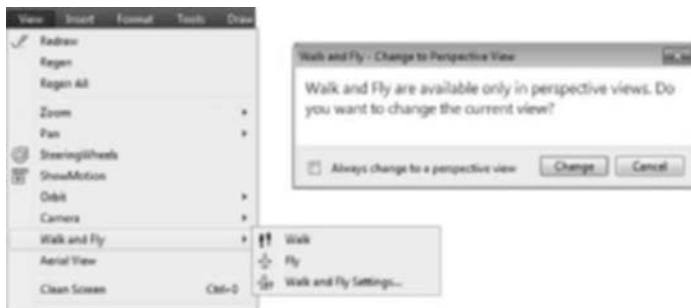 View Insert Format Tools Draw
Redraw
Regen
Regen All
Zoom
Pan
SteeringWheels
ShowMotion
Orbit
Camera
Walk and Fly
Aerial View
Clean Screen Ctrl+0
Walk
Fly
Walk and Fly Settings...
Walk and Fly - Change to Perspective View
Walk and Fly are available only in perspective views. Do
you want to change the current view?
Always change to a perspective view Change Cancel